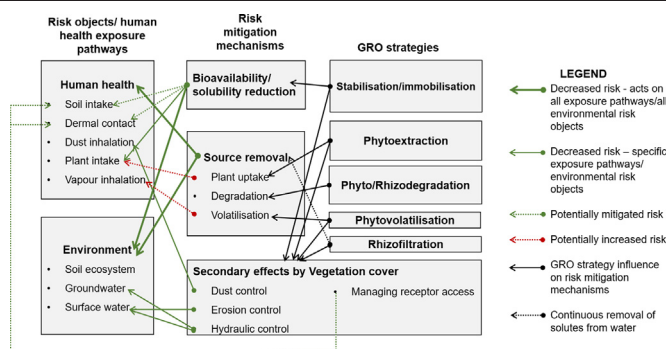 Risk objects/ human
health exposure
pathways
Risk
mitigation
mechanisms
GRO strategies
Human health
Soil intake
Dermal contact
Dust inhalation
Plant intake
Vapour inhalation
Environment
Soil ecosystem
Groundwater
Surface water
Bioavailability/
solubility reduction
Source removal
Plant uptake
Degradation
Volatilisation
Stabilisation/immobilisation
Phytoextraction
Phyto/Rhizodegradation
Phytovolatilisation
Rhizofiltration
Secondary effects by Vegetation cover
Dust control
Managing receptor access
Erosion control
Hydraulic control
LEGEND
Decreased risk - acts on
all exposure pathways/all
environmental risk
objects
Decreased risk – specific
exposure pathways/
environmental risk
objects
Potentially mitigated risk
Potentially increased risk
GRO strategy influence
on risk mitigation
mechanisms
Continuous removal of
solutes from water